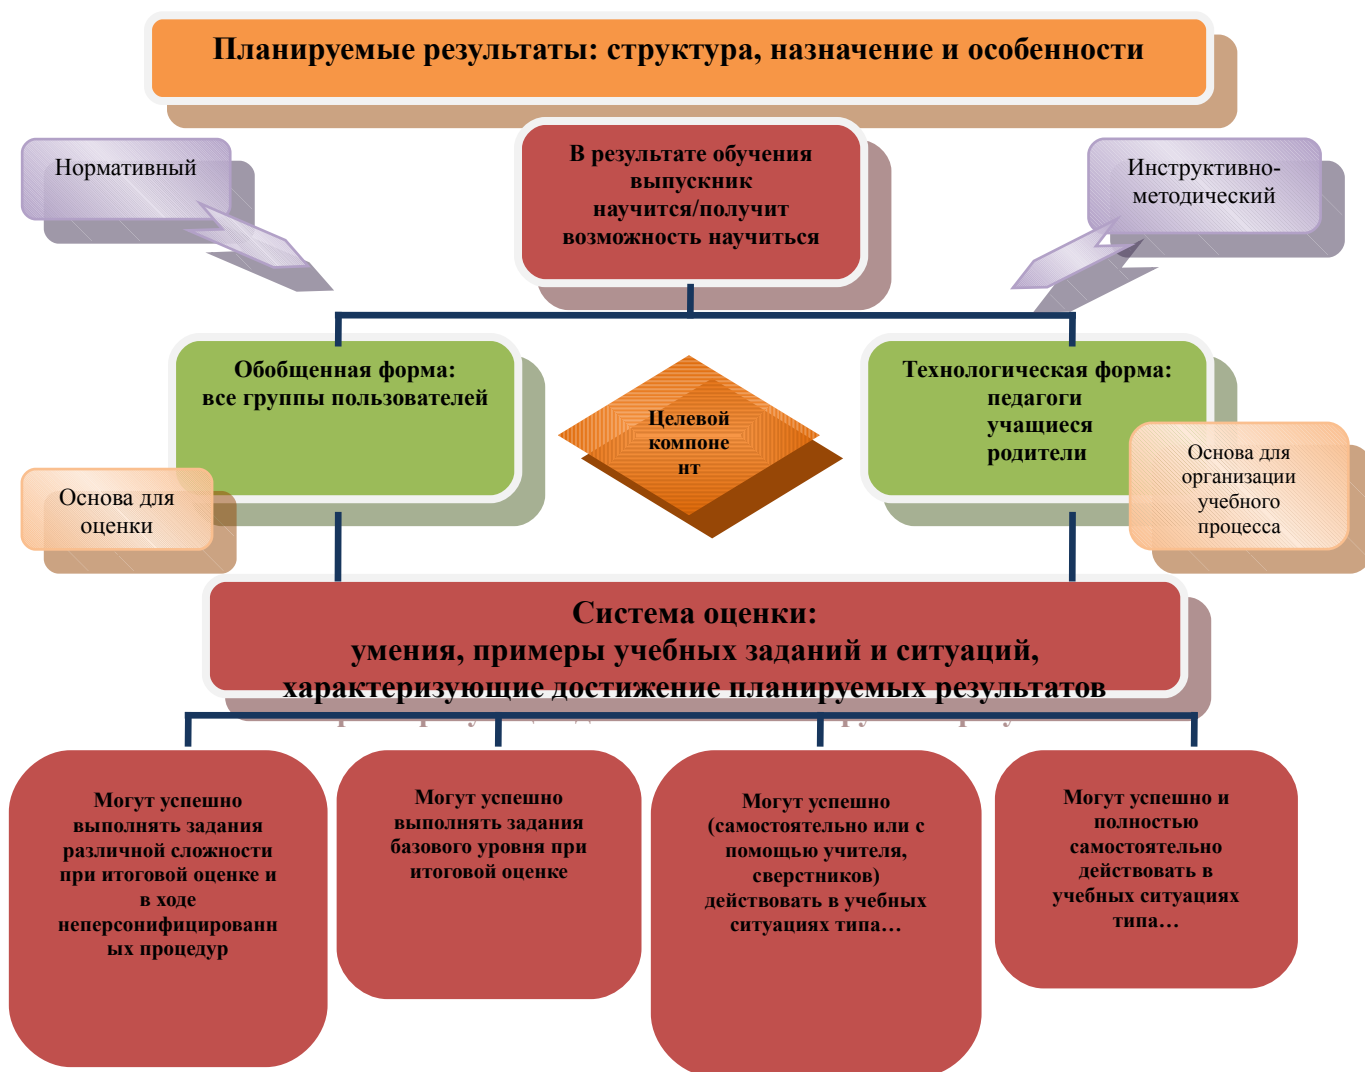 Планируемые результаты: структура, назначение и особенности
Нормативный
В результате обучения
выпускник
научится/получит
возможность научиться
Инструктивно-
методический
Обобщенная форма:
все группы пользователей
Целевой
компоне
нт
Технологическая форма:
педагоги
учащиеся
родители
Основа для
оценки
Основа для
организации
учебного
процесса
Система оценки:
умения, примеры учебных заданий и ситуаций,
характеризующие достижение планируемых результатов
Могут успешно
выполнять задания
различной сложности
при итоговой оценке и
в ходе
неперсонифицированн
ых процедур
Могут успешно
выполнять задания
базового уровня при
итоговой оценке
Могут успешно
(самостоятельно или с
помощью учителя,
сверстников)
действовать в учебных
ситуациях типа…
Могут успешно и
полностью
самостоятельно
действовать в
учебных ситуациях
типа…